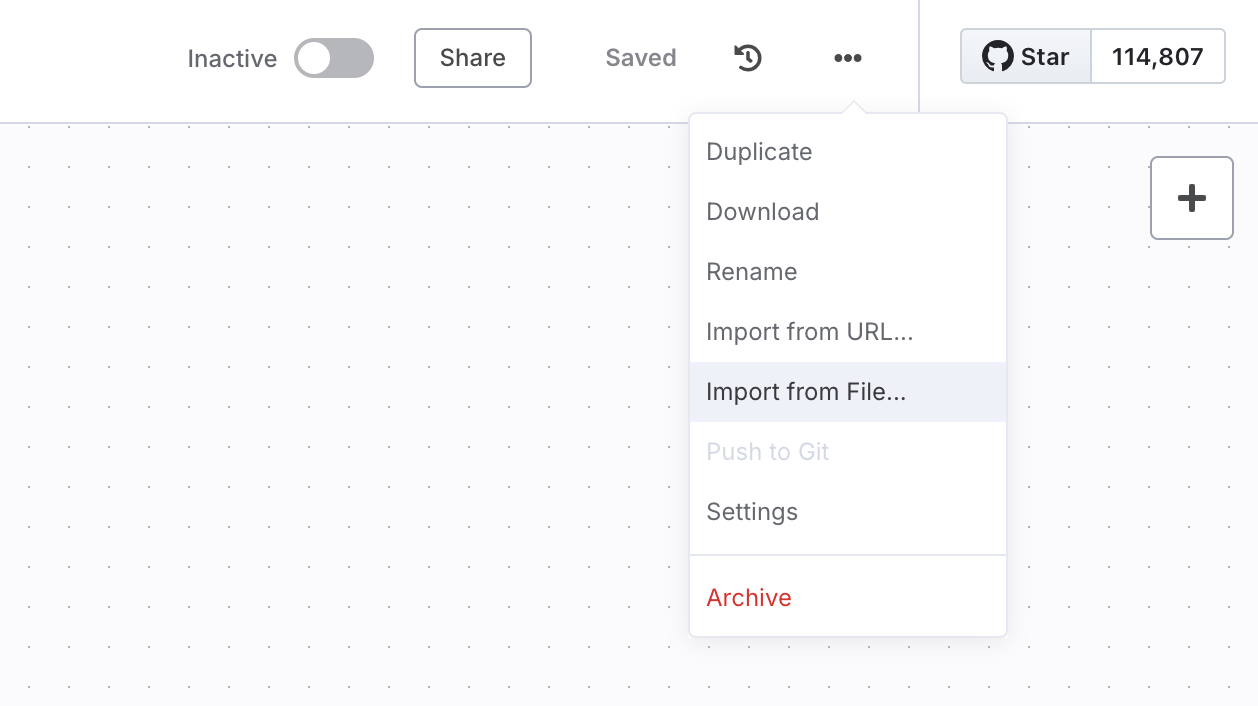 Inactive
Share
Saved
Star
114,807
Duplicate
Download
Rename
Import from URL...
Import from File...
Push to Git
Settings
Archive